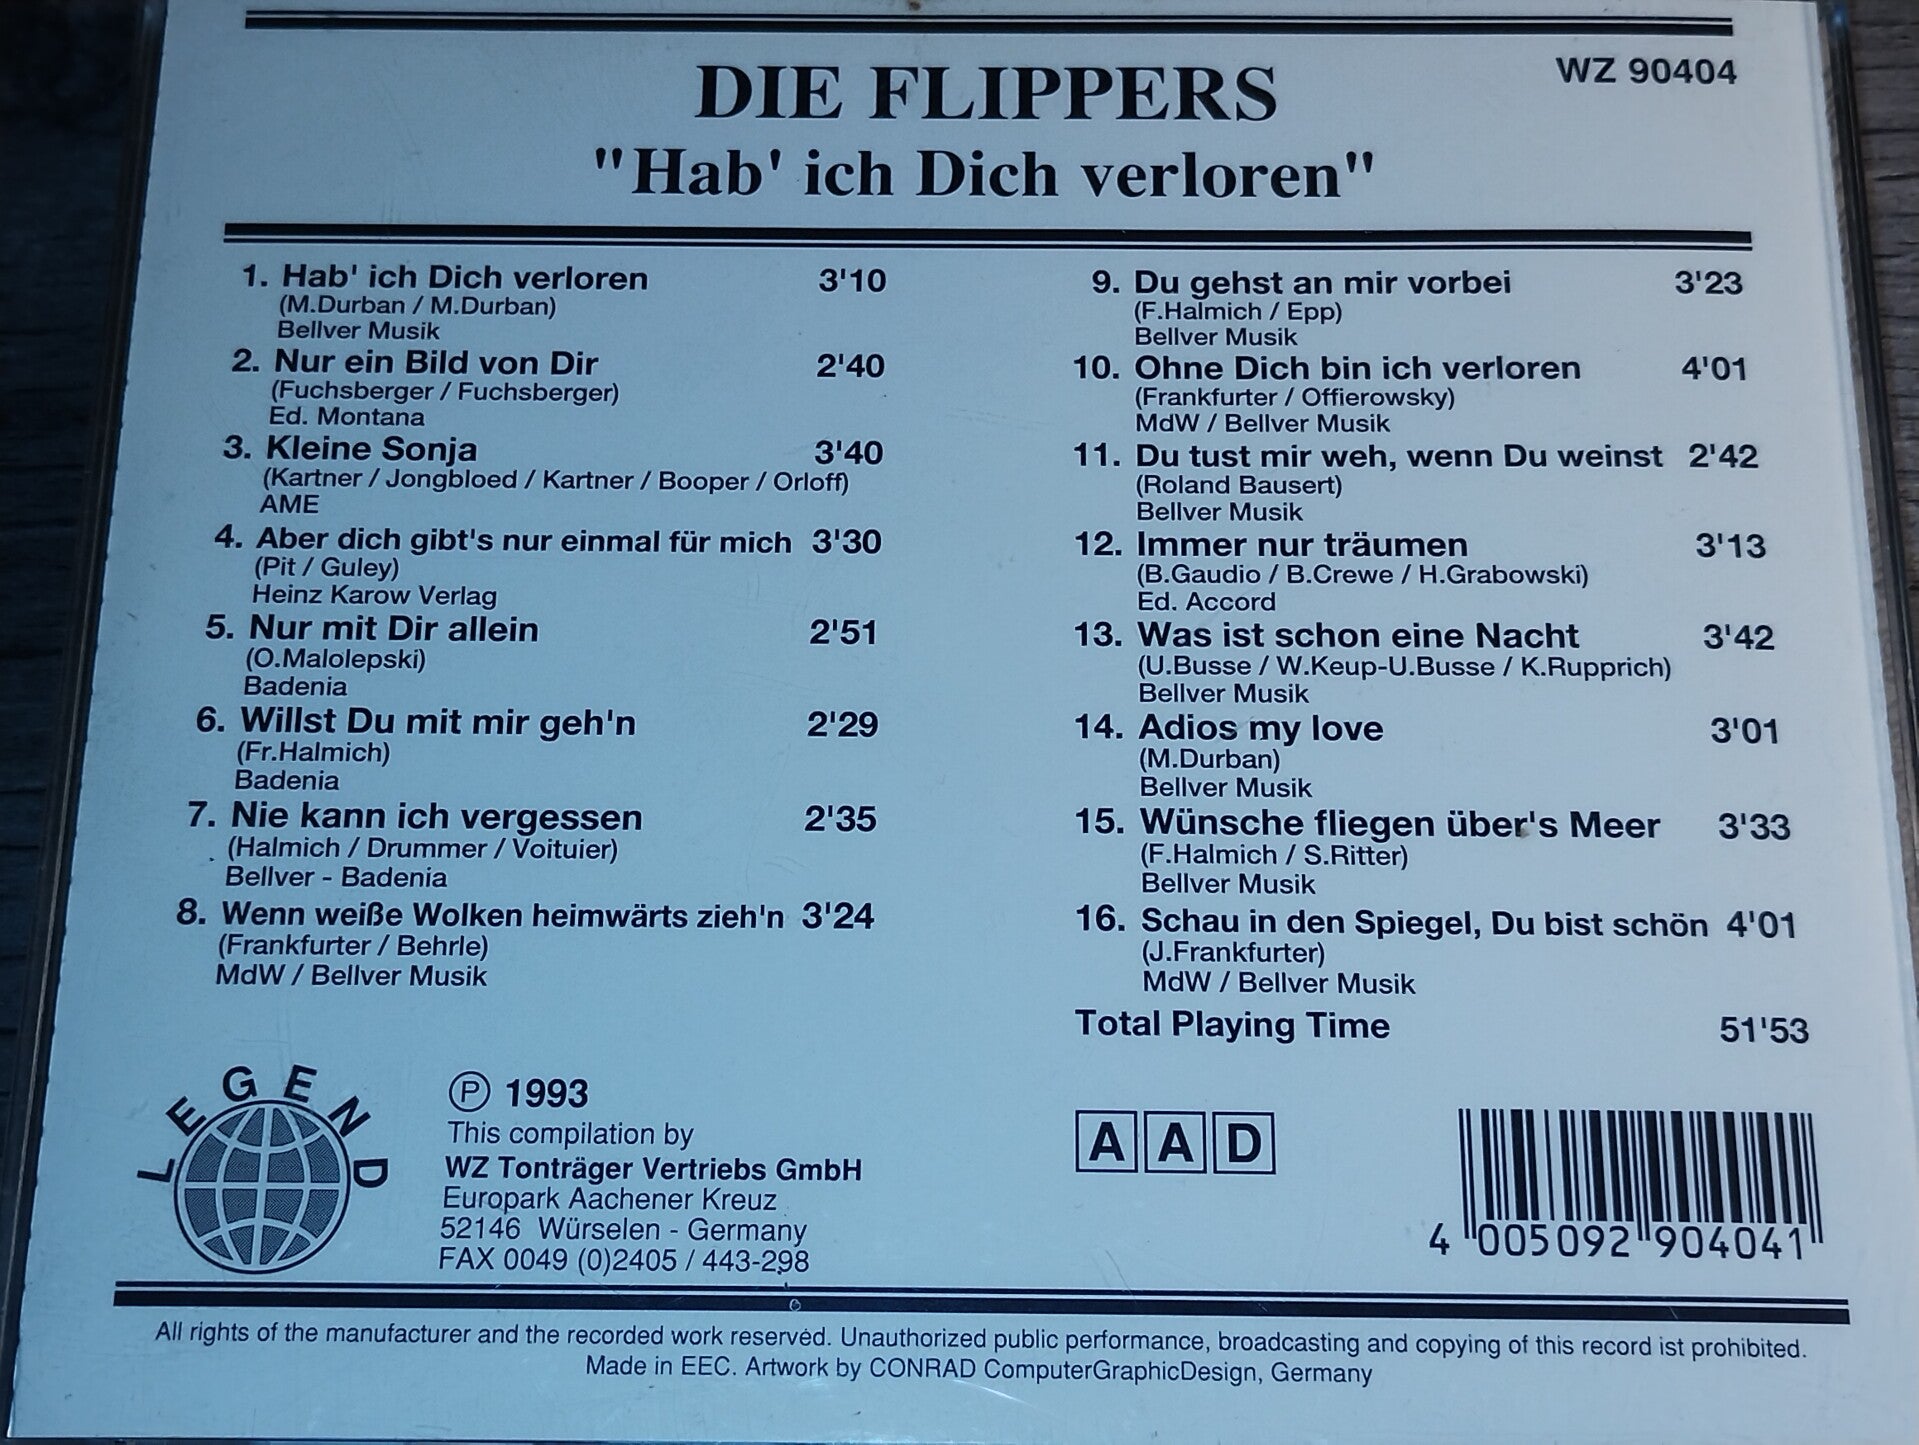 WZ 90404
DIE FLIPPERS
"Hab' ich Dich verloren"
1. Hab' ich Dich verloren 3'10
(M.Durban / M.Durban)
Bellver Musik
2. Nur ein Bild von Dir 2'40
(Fuchsberger / Fuchsberger)
Ed. Montana
3. Kleine Sonja 3'40
(Kartner / Jongbloed / Kartner / Booper / Orloff)
AME
4. Aber dich gibt's nur einmal für mich 3'30
(Pit / Guley)
Heinz Karow Verlag
5. Nur mit Dir allein 2'51
(O.Malolepski)
Badenia
6. Willst Du mit mir geh'n 2'29
(Fr.Halmich)
Badenia
7. Nie kann ich vergessen 2'35
(Halmich / Drummer / Voituier)
Bellver - Badenia
8. Wenn weiße Wolken heimwärts zieh'n 3'24
(Frankfurter / Behrle)
MdW / Bellver Musik
9. Du gehst an mir vorbei 3'23
(F.Halmich / Epp)
Bellver Musik
10. Ohne Dich bin ich verloren 4'01
(Frankfurter / Offierowsky)
MdW / Bellver Musik
11. Du tust mir weh, wenn Du weinst 2'42
(Roland Bausert)
Bellver Musik
12. Immer nur träumen 3'13
(B.Gaudio / B.Crewe / H.Grabowski)
Ed. Accord
13. Was ist schon eine Nacht 3'42
(U.Busse / W.Keup-U.Busse / K.Rupprich)
Bellver Musik
14. Adios my love 3'01
(M.Durban)
Bellver Musik
15. Wünsche fliegen über's Meer 3'33
(F.Halmich / S.Ritter)
Bellver Musik
16. Schau in den Spiegel, Du bist schön 4'01
(J.Frankfurter)
MdW / Bellver Musik
Total Playing Time 51'53
LEGEND
Ⓟ 1993
This compilation by
WZ Tonträger Vertriebs GmbH
Europark Aachener Kreuz
52146 Würselen - Germany
FAX 0049 (0)2405 / 443-298
A A D
4 005092 904041
All rights of the manufacturer and the recorded work reserved. Unauthorized public performance, broadcasting and copying of this record ist prohibited.
Made in EEC. Artwork by CONRAD ComputerGraphicDesign, Germany